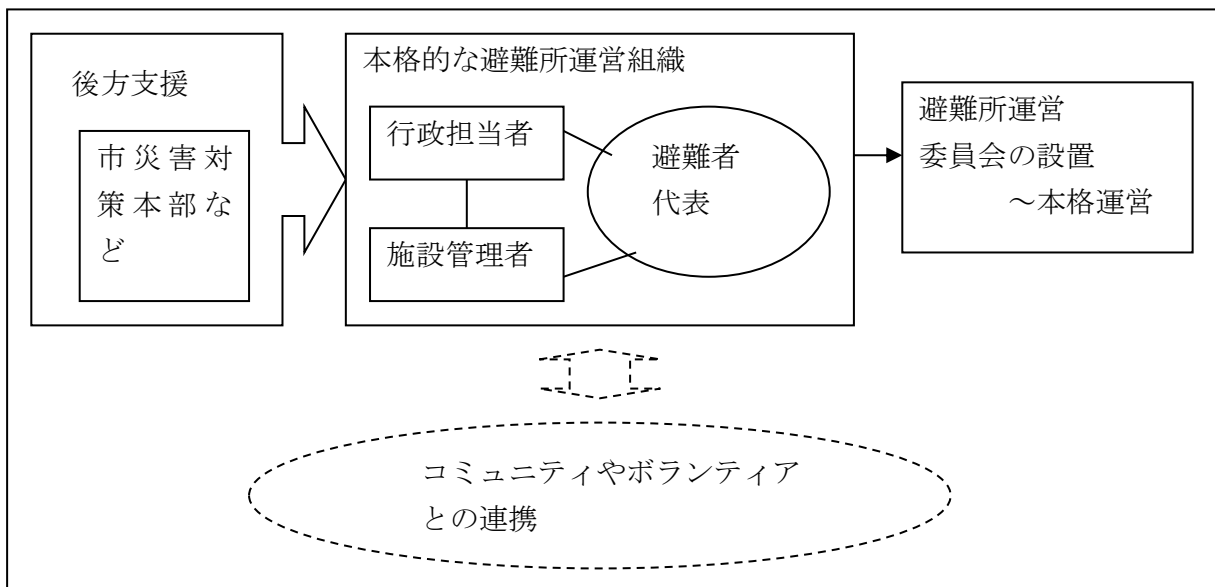 後方支援
市災害対
策本部な
ど
本格的な避難所運営組織
行政担当者
施設管理者
避難者
代表
避難所運営
委員会の設置
～本格運営
コミュニティやボランティア
との連携